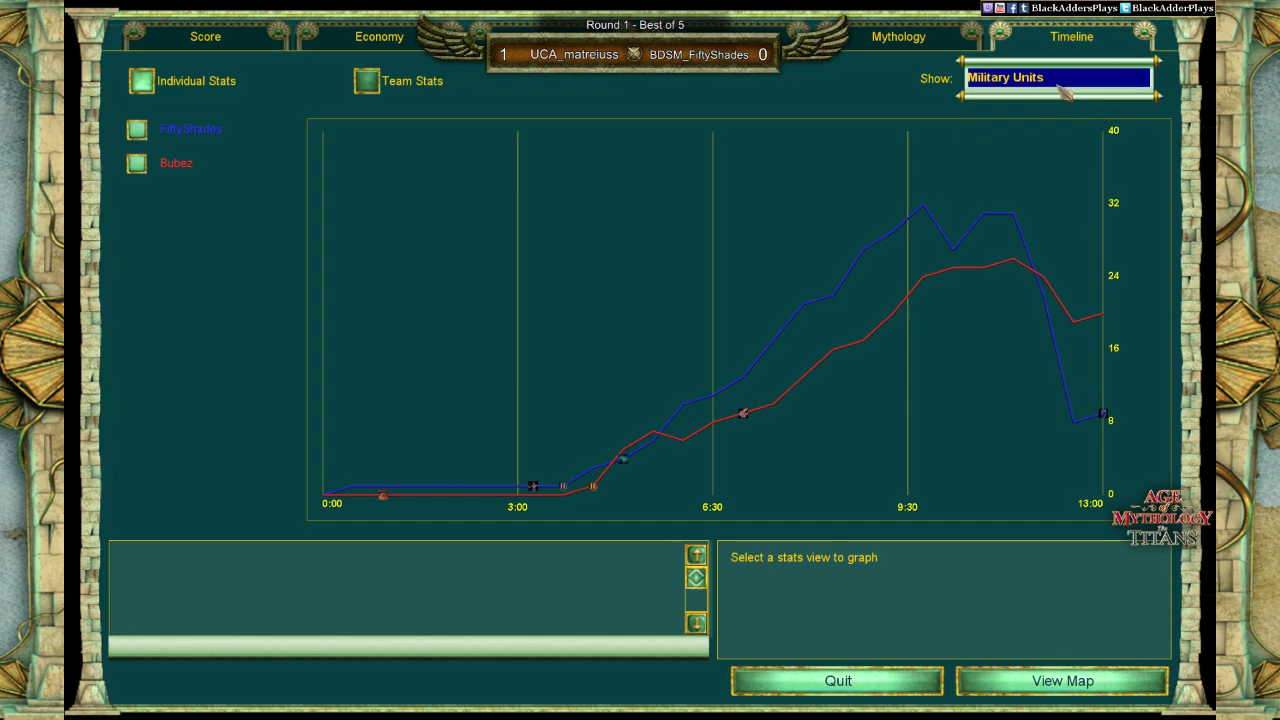 BlackAddersPlays BlackAdderPlays
Round 1 - Best of 5
Score
Economy
1 UCA_matreiuss BDSM_FiftyShades 0
Mythology
Timeline
Individual Stats
Team Stats
Show: Military Units
FiftyShades
Bubez
40
32
24
16
8
0
0:00 3:00 6:30 9:30 13:00
AGE
of
MYTHOLOGY
The
TITANS
Select a stats view to graph
Quit
View Map